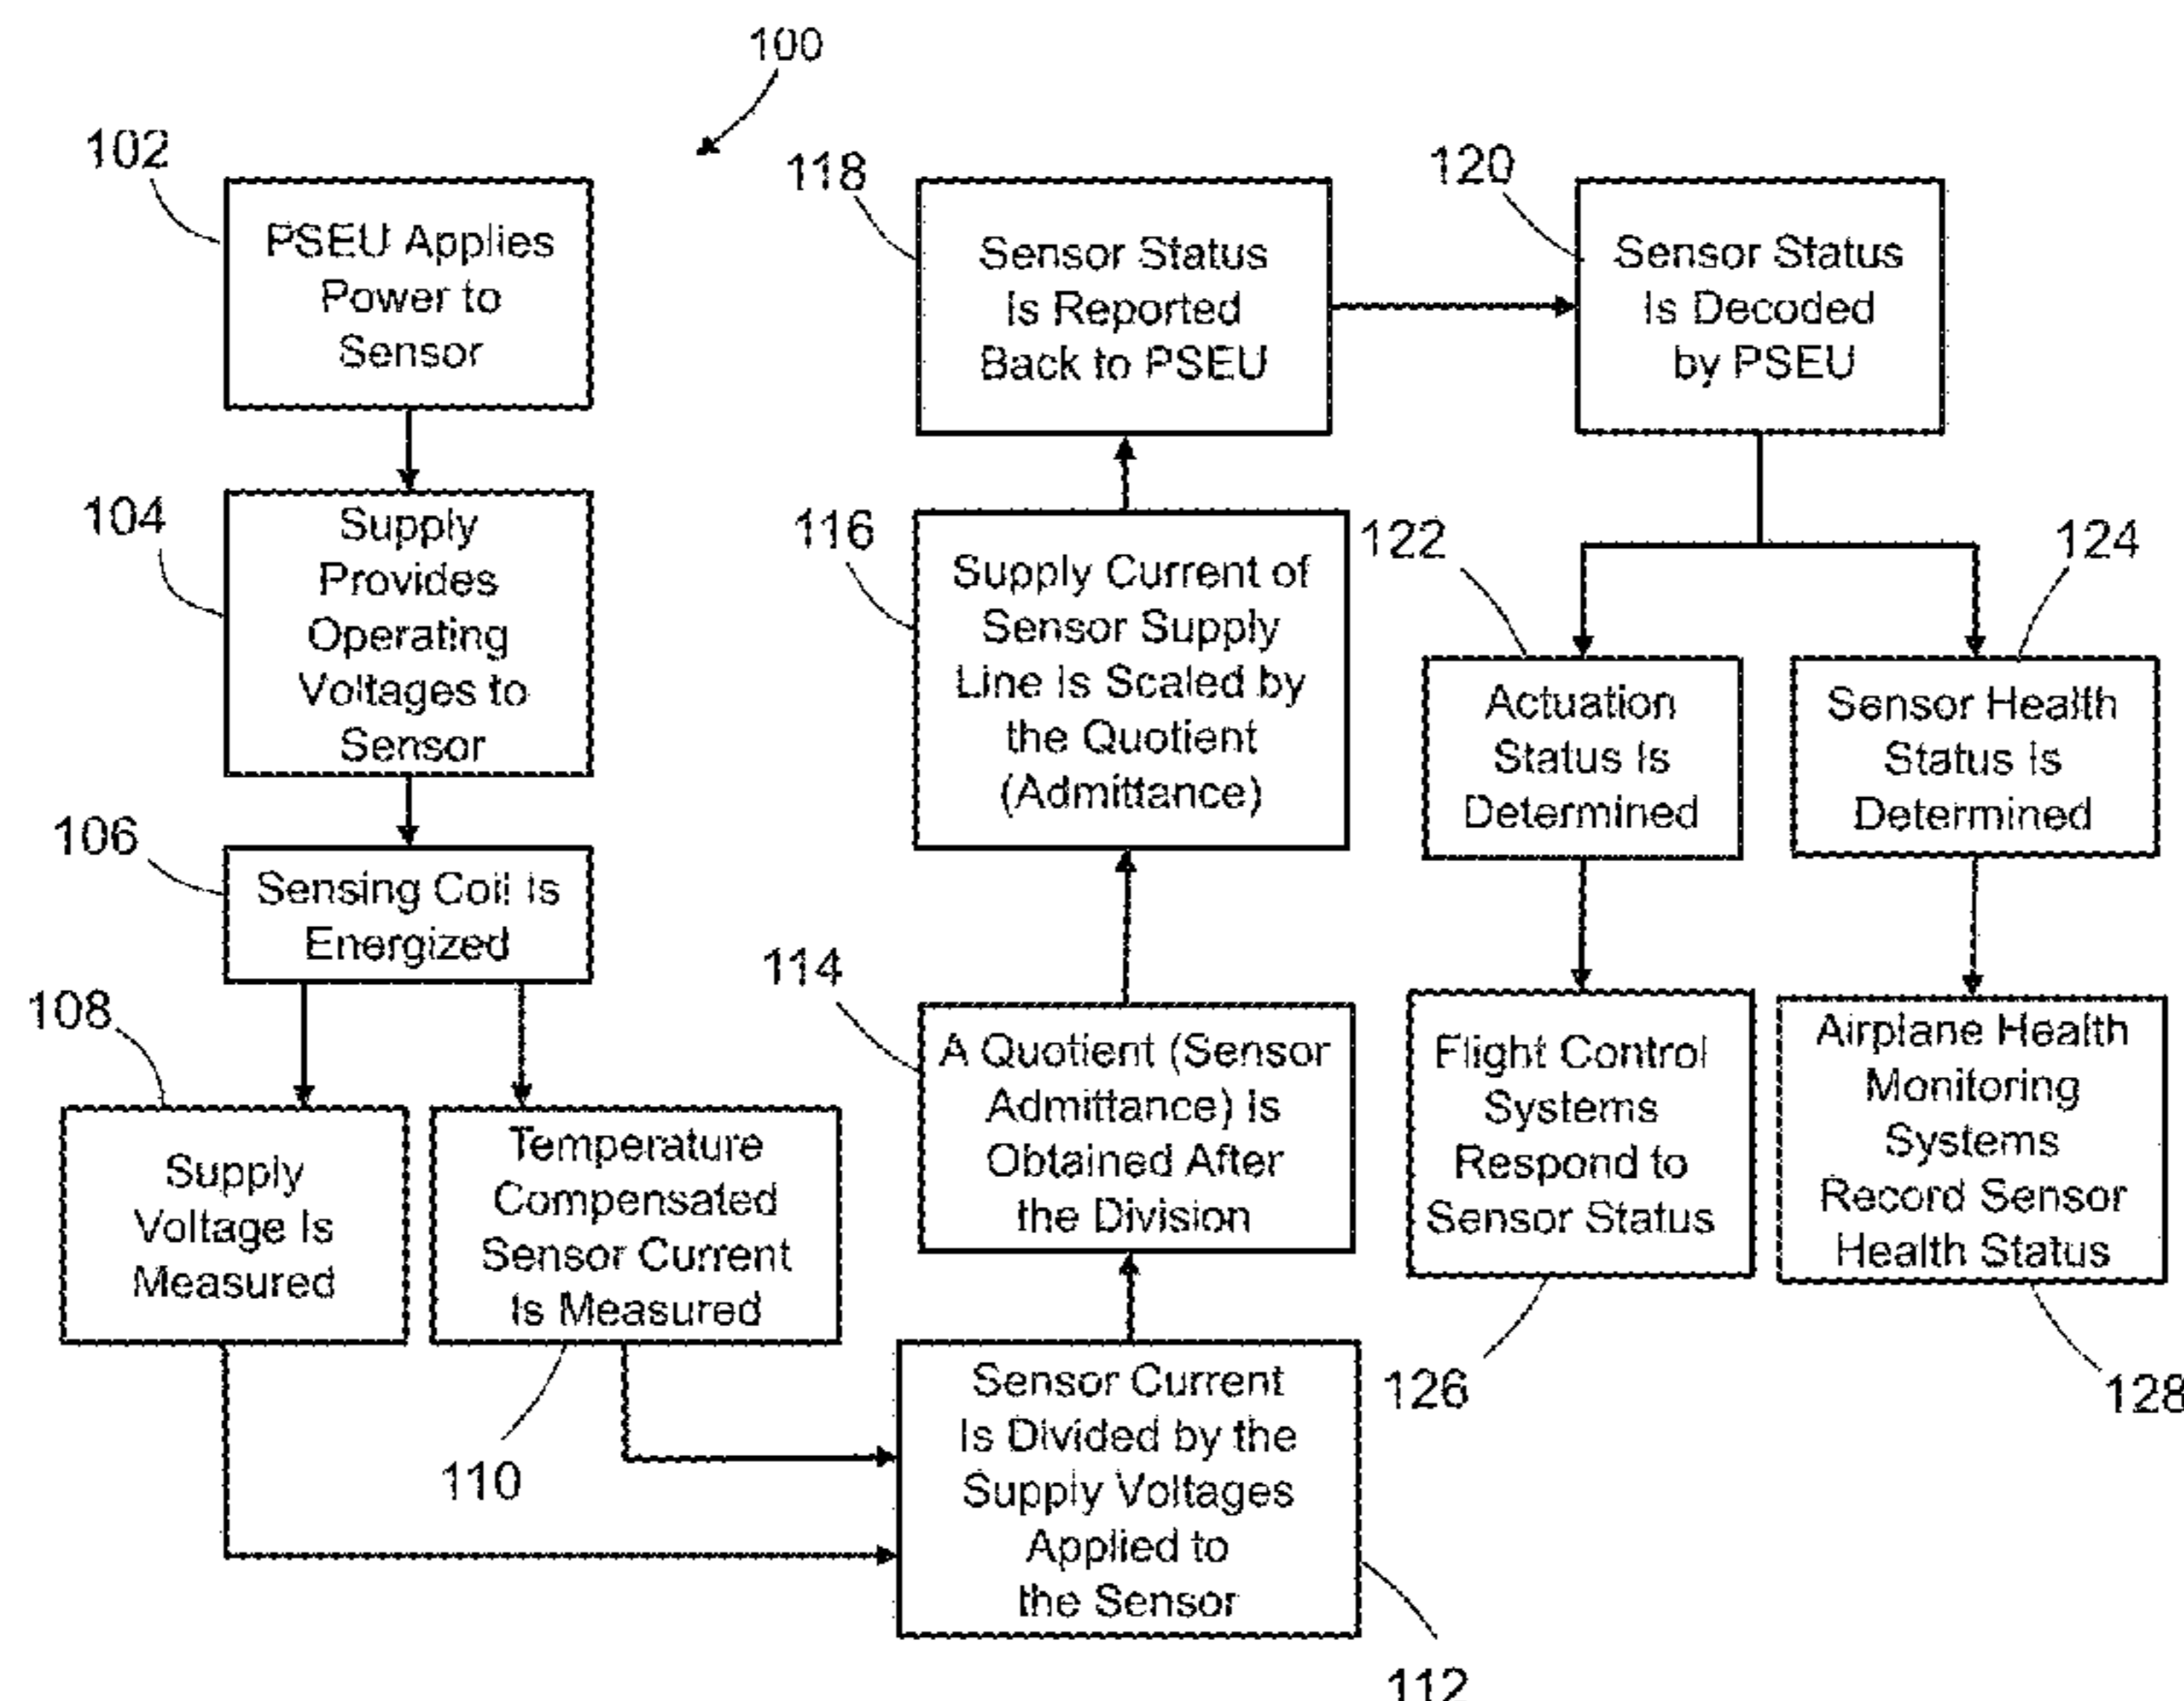 100
102
PSEU Applies
Power to
Sensor
104
Supply
Provides
Operating
Voltages to
Sensor
106
Sensing Coil Is
Energized
108
Supply
Voltage Is
Measured
Temperature
Compensated
Sensor Current
Is Measured
110
Sensor Current
Is Divided by the
Supply Voltages
Applied to
the Sensor
112
114
A Quotient (Sensor
Admittance) Is
Obtained After
the Division
116
Supply Current of
Sensor Supply
Line Is Scaled by
the Quotient
(Admittance)
118
Sensor Status
Is Reported
Back to PSEU
120
Sensor Status
Is Decoded
by PSEU
122
Actuation
Status Is
Determined
124
Sensor Health
Status Is
Determined
Flight Control
Systems
Respond to
Sensor Status
126
Airplane Health
Monitoring
Systems
Record Sensor
Health Status
128